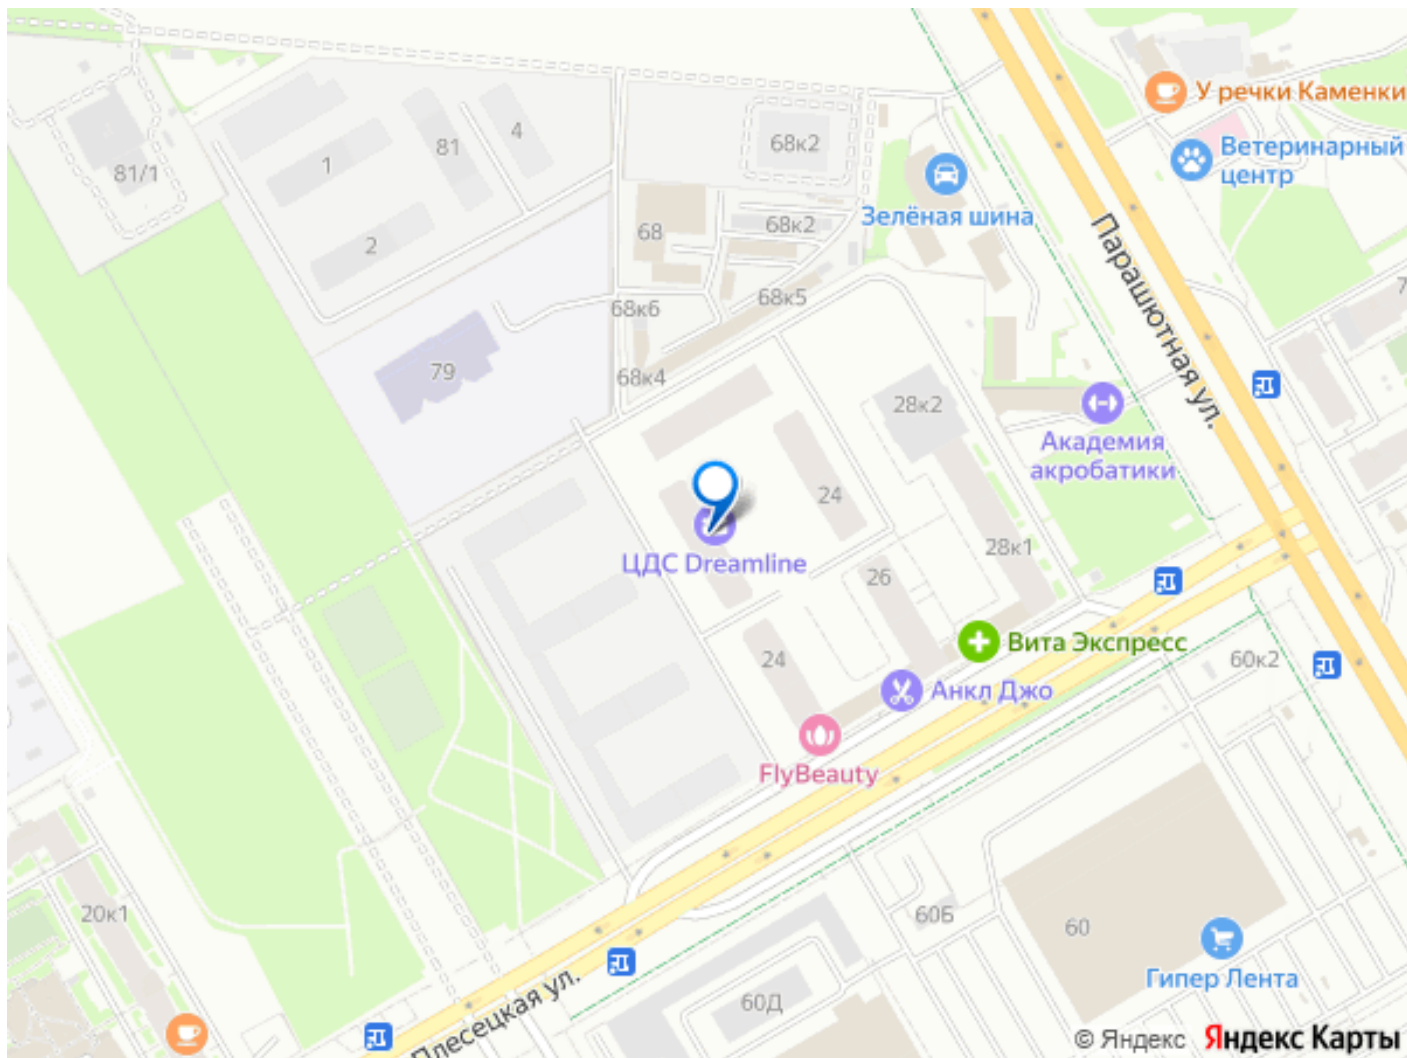 У речки Каменки
Ветеринарный
центр
4
81
1
81/1
68к2
Зелёная шина
68
68к2
2
Парашютная ул.
68к5
68к6
79
68к4
28к2
Академия
акробатики
24
ЦДС Dreamline
28к1
26
Вита Экспресс
24
60к2
Анкл Джо
FlyBeauty
20к1
60Б
60
Гипер Лента
60Д
Плесецкая ул.
© Яндекс Яндекс Карты